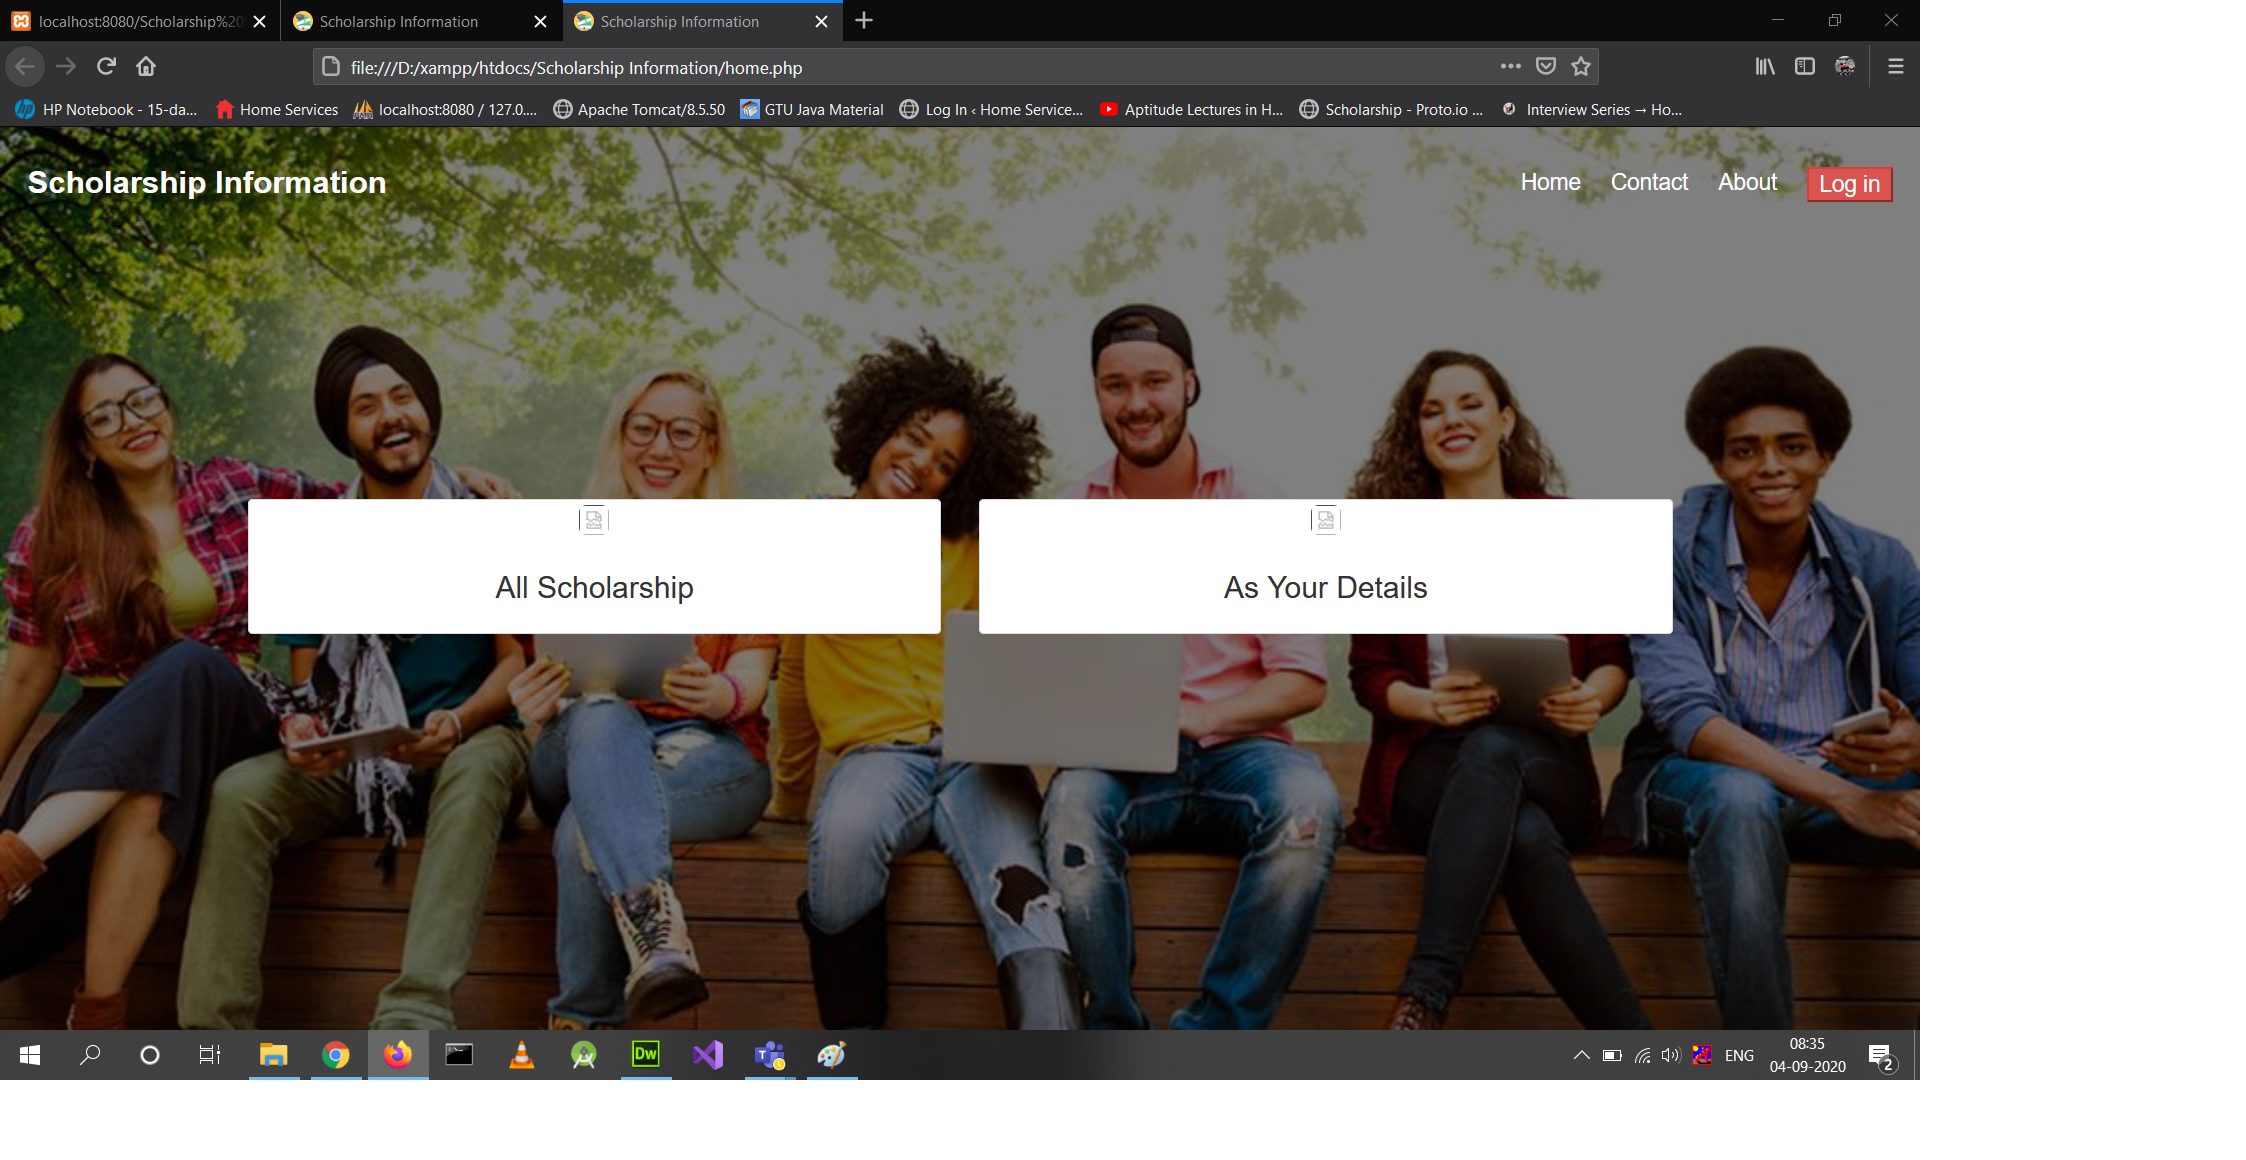 localhost:8080/Scholarship%20
Scholarship Information
Scholarship Information
file:///D:/xampp/htdocs/Scholarship Information/home.php
HP Notebook - 15-da...
Home Services
localhost:8080 / 127.0....
Apache Tomcat/8.5.50
GTU Java Material
Log In ‹ Home Service...
Aptitude Lectures in H...
Scholarship - Proto.io ...
Interview Series → Ho...
Scholarship Information
Home
Contact
About
Log in
All Scholarship
As Your Details
Dw
T
ENG
08:35
04-09-2020
2